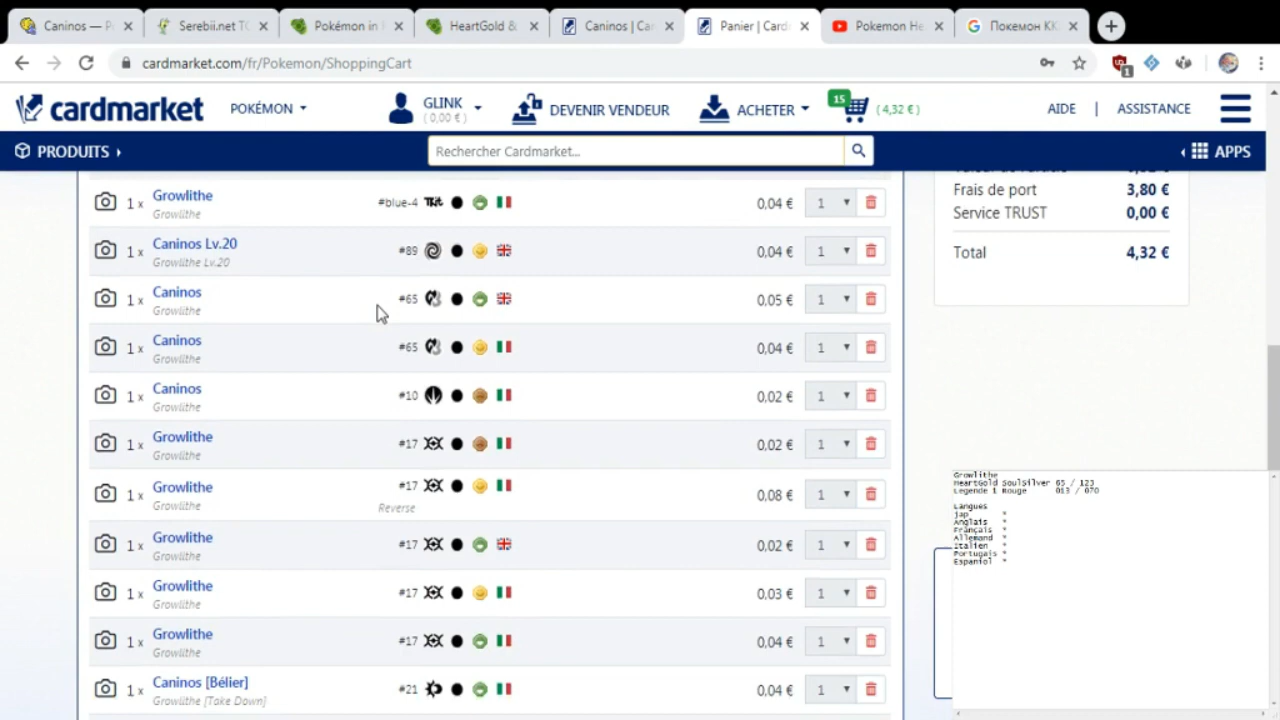 Caninos — P
Serebii.net TC
Pokémon in
HeartGold &
Caninos | Car
Panier | Card
Pokemon He
Покемон КК
cardmarket.com/fr/Pokemon/ShoppingCart
1
cardmarket
POKÉMON
GLINK
( 0,00 € )
DEVENIR VENDEUR
ACHETER
15
( 4,32 € )
AIDE | ASSISTANCE
PRODUITS
Rechercher Cardmarket...
APPS
Frais de port 3,80 €
Service TRUST 0,00 €
Total 4,32 €
1 x Growlithe #blue-4 TKit 0,04 € 1
Growlithe
1 x Caninos Lv.20 #89 0,04 € 1
Growlithe Lv.20
1 x Caninos #65 0,05 € 1
Growlithe
1 x Caninos #65 0,04 € 1
Growlithe
1 x Caninos #10 0,02 € 1
Growlithe
1 x Growlithe #17 0,02 € 1
Growlithe
1 x Growlithe #17 0,08 € 1
Growlithe Reverse
1 x Growlithe #17 0,02 € 1
Growlithe
1 x Growlithe #17 0,03 € 1
Growlithe
1 x Growlithe #17 0,04 € 1
Growlithe
1 x Caninos [Bélier] #21 0,04 € 1
Growlithe [Take Down]
Growlithe
HeartGold SoulSilver 65 / 123
Legende 1 Rouge 013 / 070
Langues
jap *
Anglais *
Français *
Allemand *
Italien *
Portugais *
Espagnol *